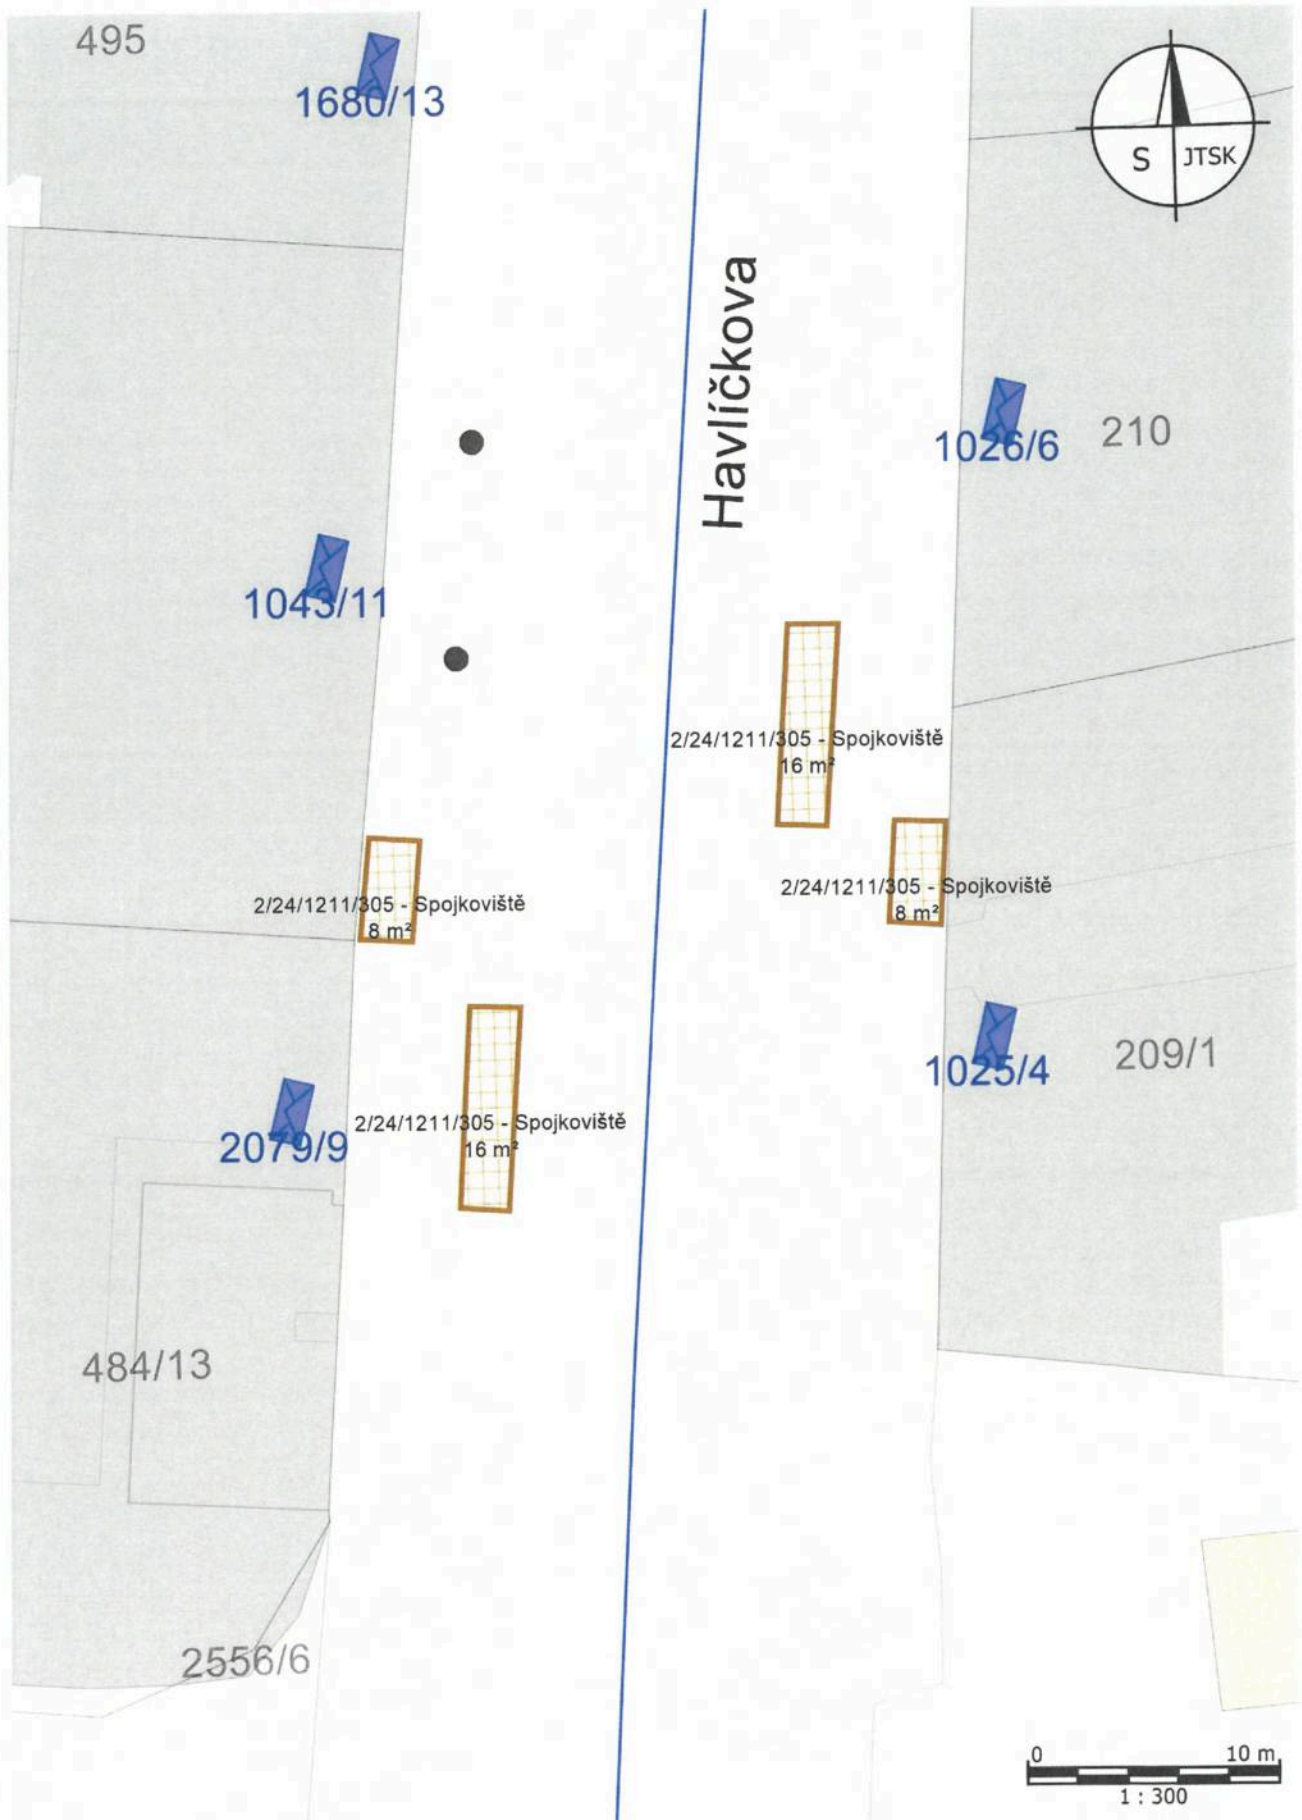 495
1680/13
S JTSK
Havlíčkova
1026/6
210
1043/11
2/24/1211/305 - Spojkoviště
16 m²
2/24/1211/305 - Spojkoviště
8 m²
2/24/1211/305 - Spojkoviště
8 m²
1025/4
209/1
2079/9
2/24/1211/305 - Spojkoviště
16 m²
484/13
2556/6
0 10 m
1 : 300